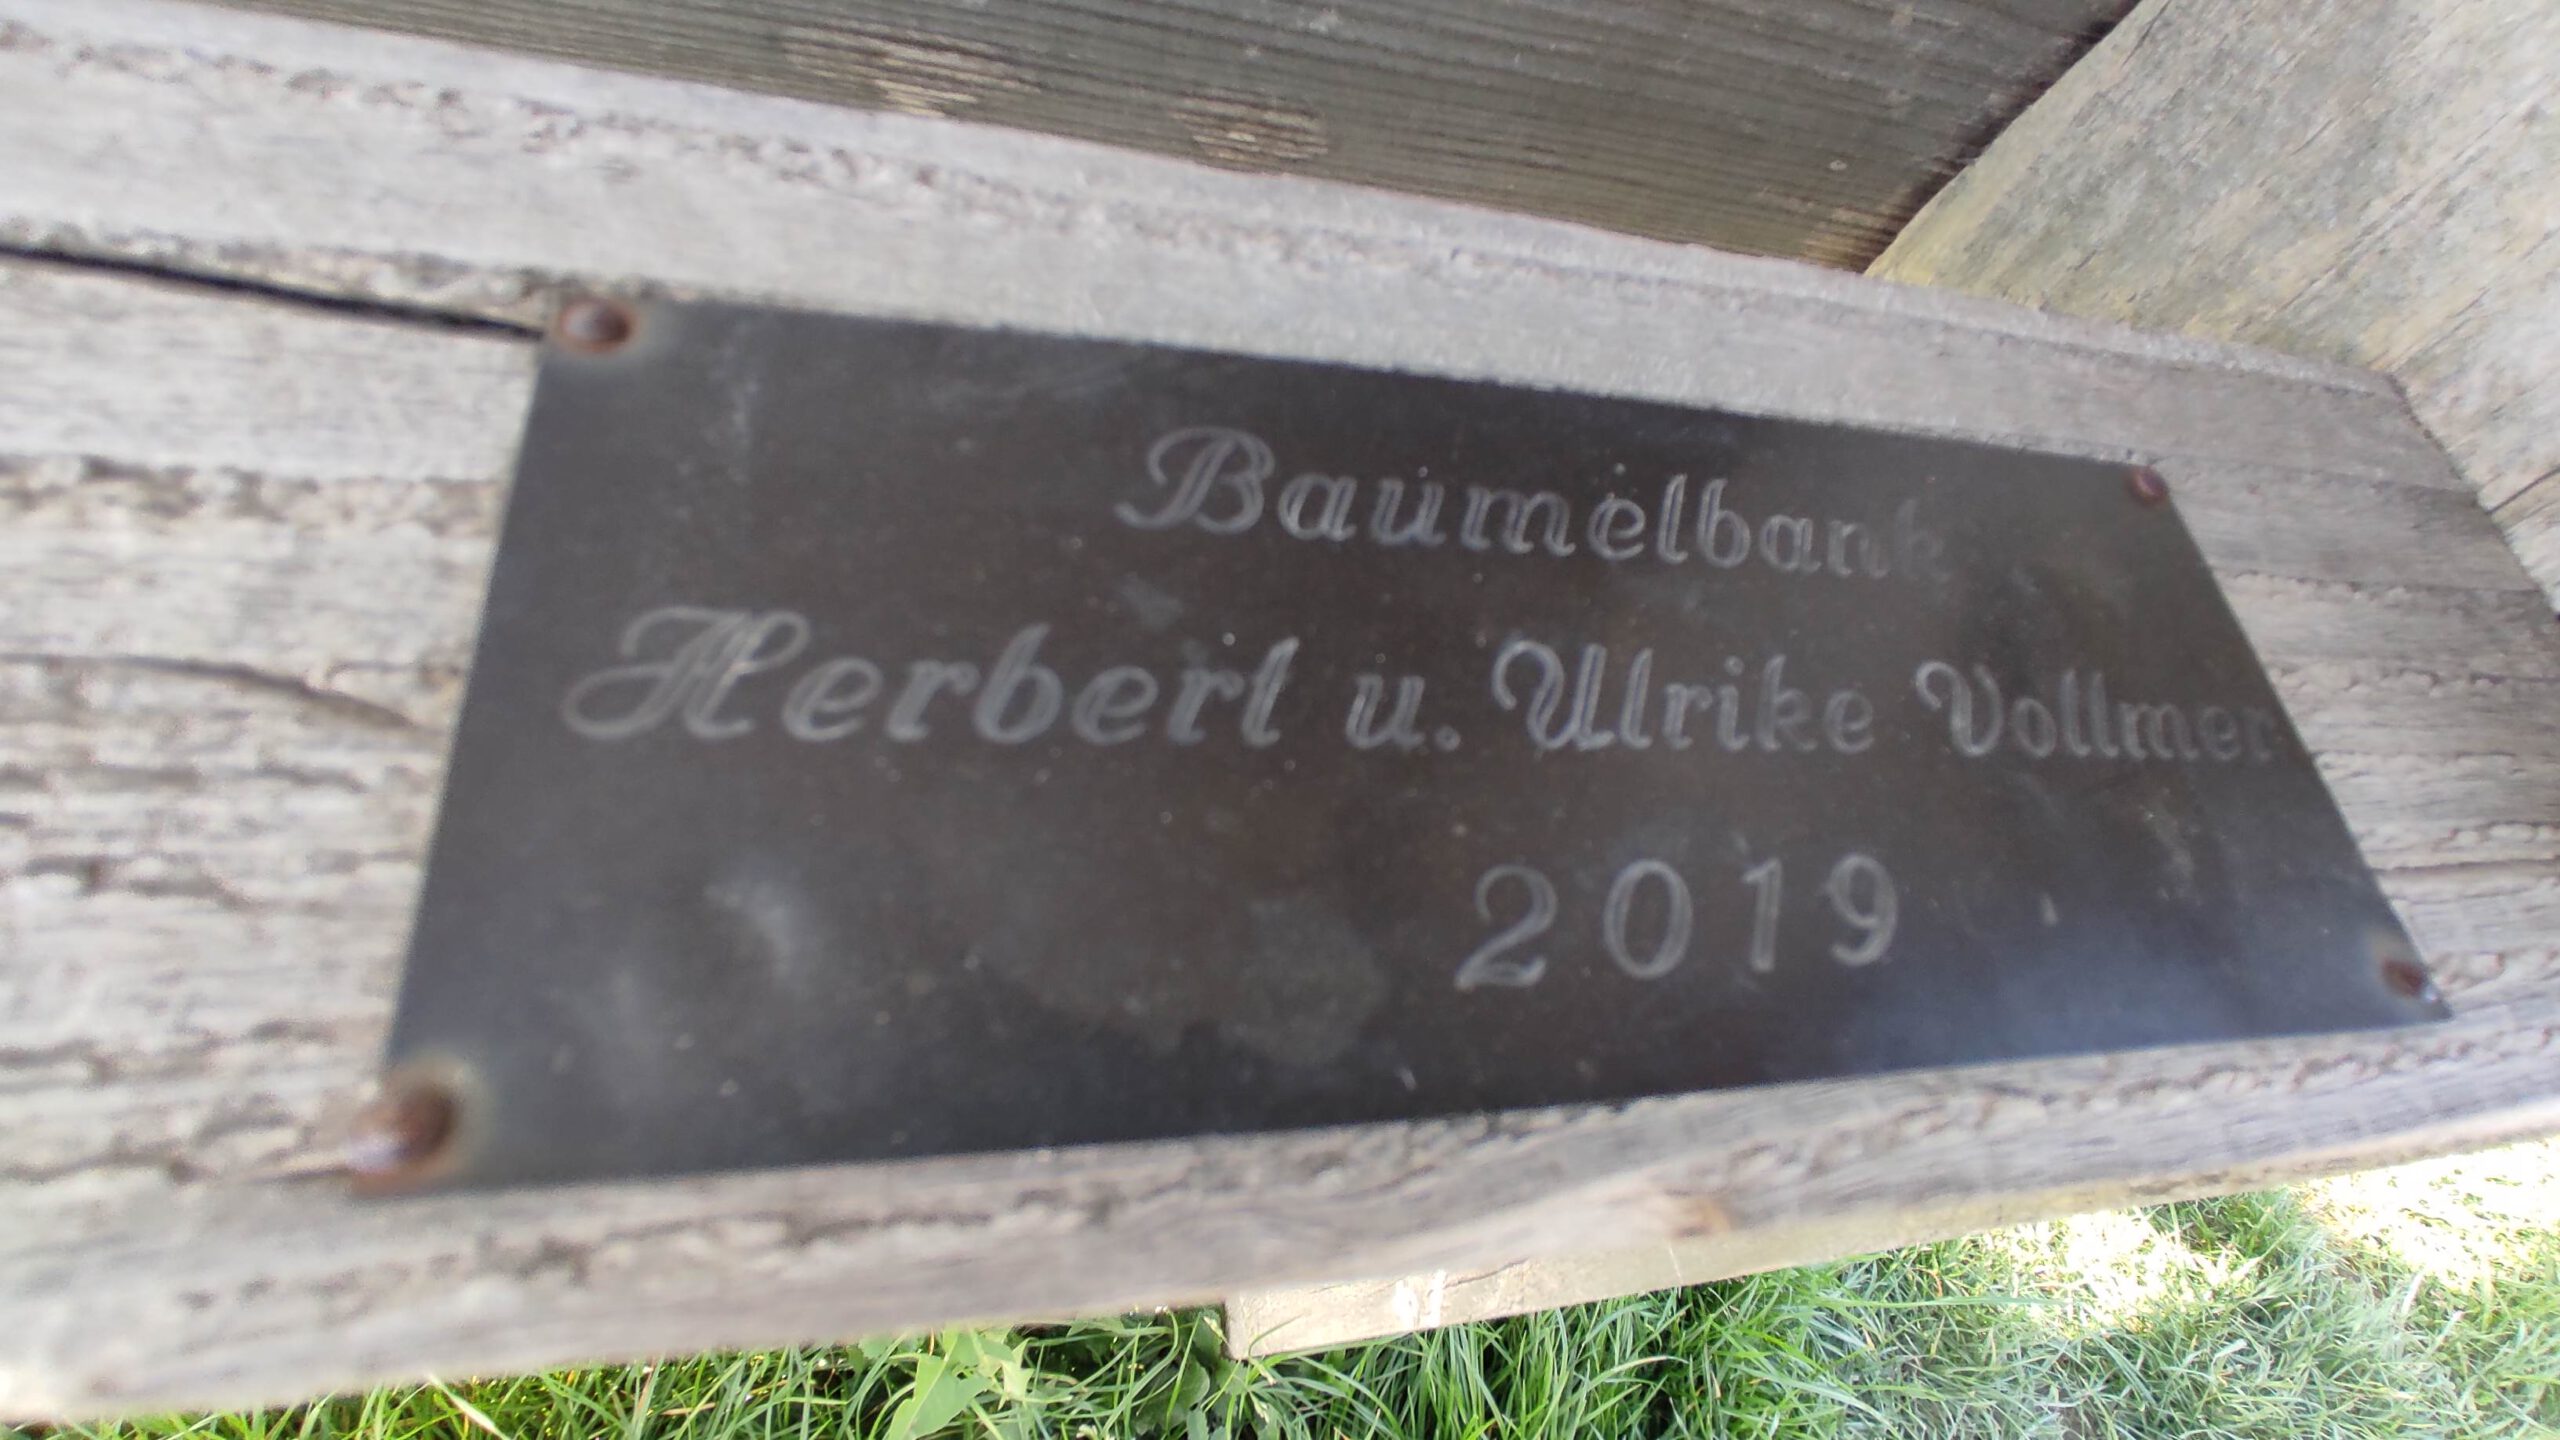 Baumelbank
Herbert u. Ulrike Vollmer
2019